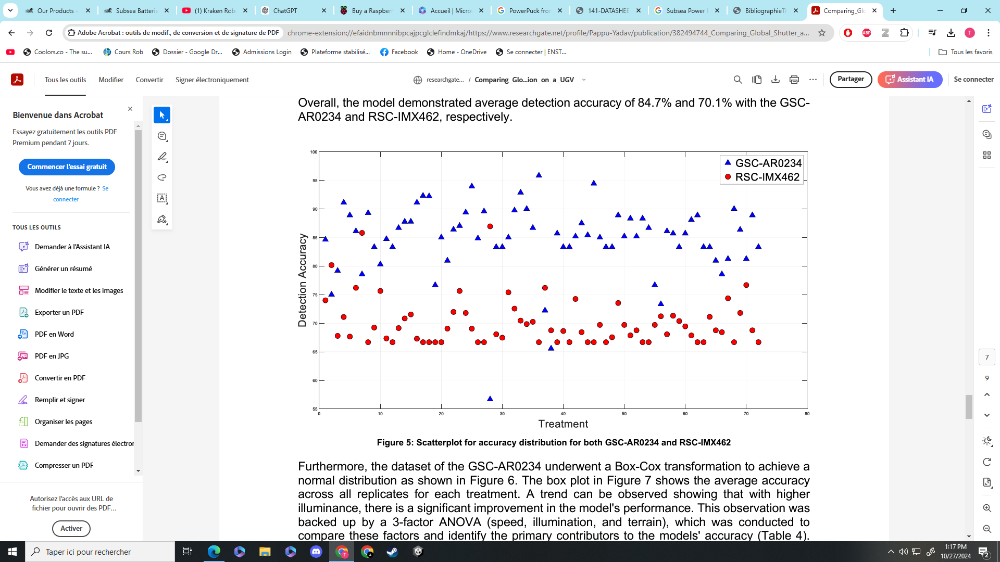 Our Products -
Subsea Batterie
(1) Kraken Rob
ChatGPT
Buy a Raspberr
Accueil | Micro
PowerPuck fror
141-DATASHEE
Subsea Power
BibliographieTh
Comparing_Glo
Adobe Acrobat : outils de modif., de conversion et de signature de PDF
chrome-extension://efaidnbmnnnibpcajpcglclefindmkaj/https://www.researchgate.net/profile/Pappu-Yadav/publication/382494744_Comparing_Global_Shutter_a...
ABP
T
Coolors.co - The su...
Cours Rob
Dossier - Google Dr...
Admissions Login
Plateforme stabilisé...
Facebook
Home - OneDrive
Se connecter | ENST...
Tous les favoris
Tous les outils
Modifier
Convertir
Signer électroniquement
researchgate... / Comparing_Glo...ion_on_a_UGV
Partager
Assistant IA
Se connecter
Bienvenue dans Acrobat
Essayez gratuitement les outils PDF
Premium pendant 7 jours.
Commencer l'essai gratuit
Vous avez déjà une formule ? Se
connecter
TOUS LES OUTILS
Demander à l'Assistant IA
Générer un résumé
Modifier le texte et les images
Exporter un PDF
PDF en Word
PDF en JPG
Convertir en PDF
Remplir et signer
Organiser les pages
Demander des signatures électror
Compresser un PDF
Autorisez l'accès aux URL de
fichier pour ouvrir des PDF…
Activer
Overall, the model demonstrated average detection accuracy of 84.7% and 70.1% with the GSC-
AR0234 and RSC-IMX462, respectively.
GSC-AR0234
RSC-IMX462
Detection Accuracy
100
95
90
85
80
75
70
65
60
55
0 10 20 30 40 50 60 70 80
Treatment
Figure 5: Scatterplot for accuracy distribution for both GSC-AR0234 and RSC-IMX462
Furthermore, the dataset of the GSC-AR0234 underwent a Box-Cox transformation to achieve a
normal distribution as shown in Figure 6. The box plot in Figure 7 shows the average accuracy
across all replicates for each treatment. A trend can be observed showing that with higher
illuminance, there is a significant improvement in the model's performance. This observation was
backed up by a 3-factor ANOVA (speed, illumination, and terrain), which was conducted to
compare these factors and identify the primary contributors to the models' accuracy (Table 4).
7
9
Taper ici pour rechercher
1:17 PM
10/27/2024
2